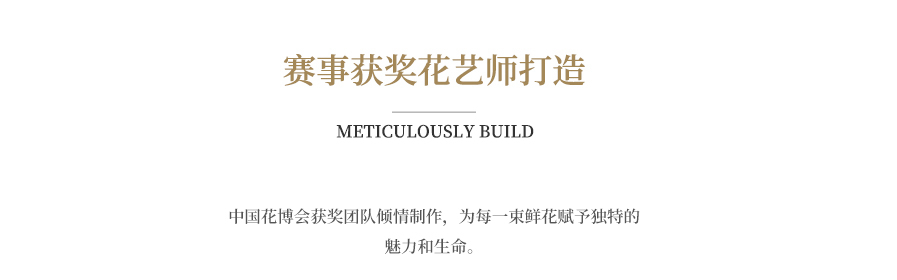 赛事获奖花艺师打造
METICULOUSLY BUILD
中国花博会获奖团队倾情制作，为每一束鲜花赋予独特的
魅力和生命。